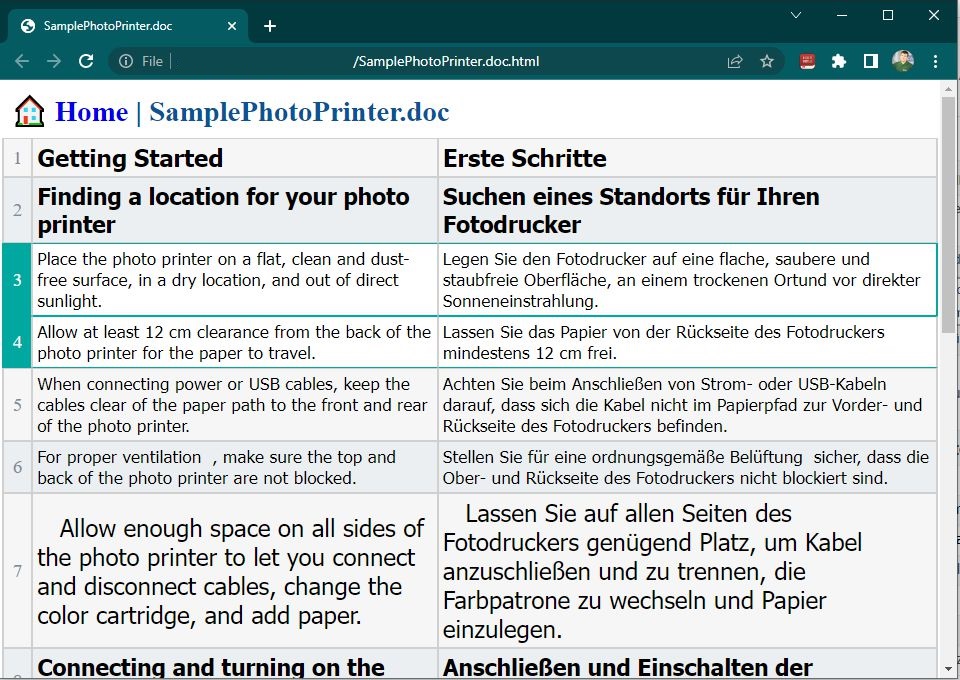 SamplePhotoPrinter.doc
File
/SamplePhotoPrinter.doc.html
Home | SamplePhotoPrinter.doc
1
Getting Started
Erste Schritte
2
Finding a location for your photo
printer
Suchen eines Standorts für Ihren
Fotodrucker
3
Place the photo printer on a flat, clean and dust-
free surface, in a dry location, and out of direct
sunlight.
Legen Sie den Fotodrucker auf eine flache, saubere und
staubfreie Oberfläche, an einem trockenen Ortund vor direkter
Sonneneinstrahlung.
4
Allow at least 12 cm clearance from the back of the
photo printer for the paper to travel.
Lassen Sie das Papier von der Rückseite des Fotodruckers
mindestens 12 cm frei.
5
When connecting power or USB cables, keep the
cables clear of the paper path to the front and rear
of the photo printer.
Achten Sie beim Anschließen von Strom- oder USB-Kabeln
darauf, dass sich die Kabel nicht im Papierpfad zur Vorder- und
Rückseite des Fotodruckers befinden.
6
For proper ventilation , make sure the top and
back of the photo printer are not blocked.
Stellen Sie für eine ordnungsgemäße Belüftung sicher, dass die
Ober- und Rückseite des Fotodruckers nicht blockiert sind.
7
Allow enough space on all sides of
the photo printer to let you connect
and disconnect cables, change the
color cartridge, and add paper.
Lassen Sie auf allen Seiten des
Fotodruckers genügend Platz, um Kabel
anzuschließen und zu trennen, die
Farbpatrone zu wechseln und Papier
einzulegen.
Connecting and turning on the
Anschließen und Einschalten der